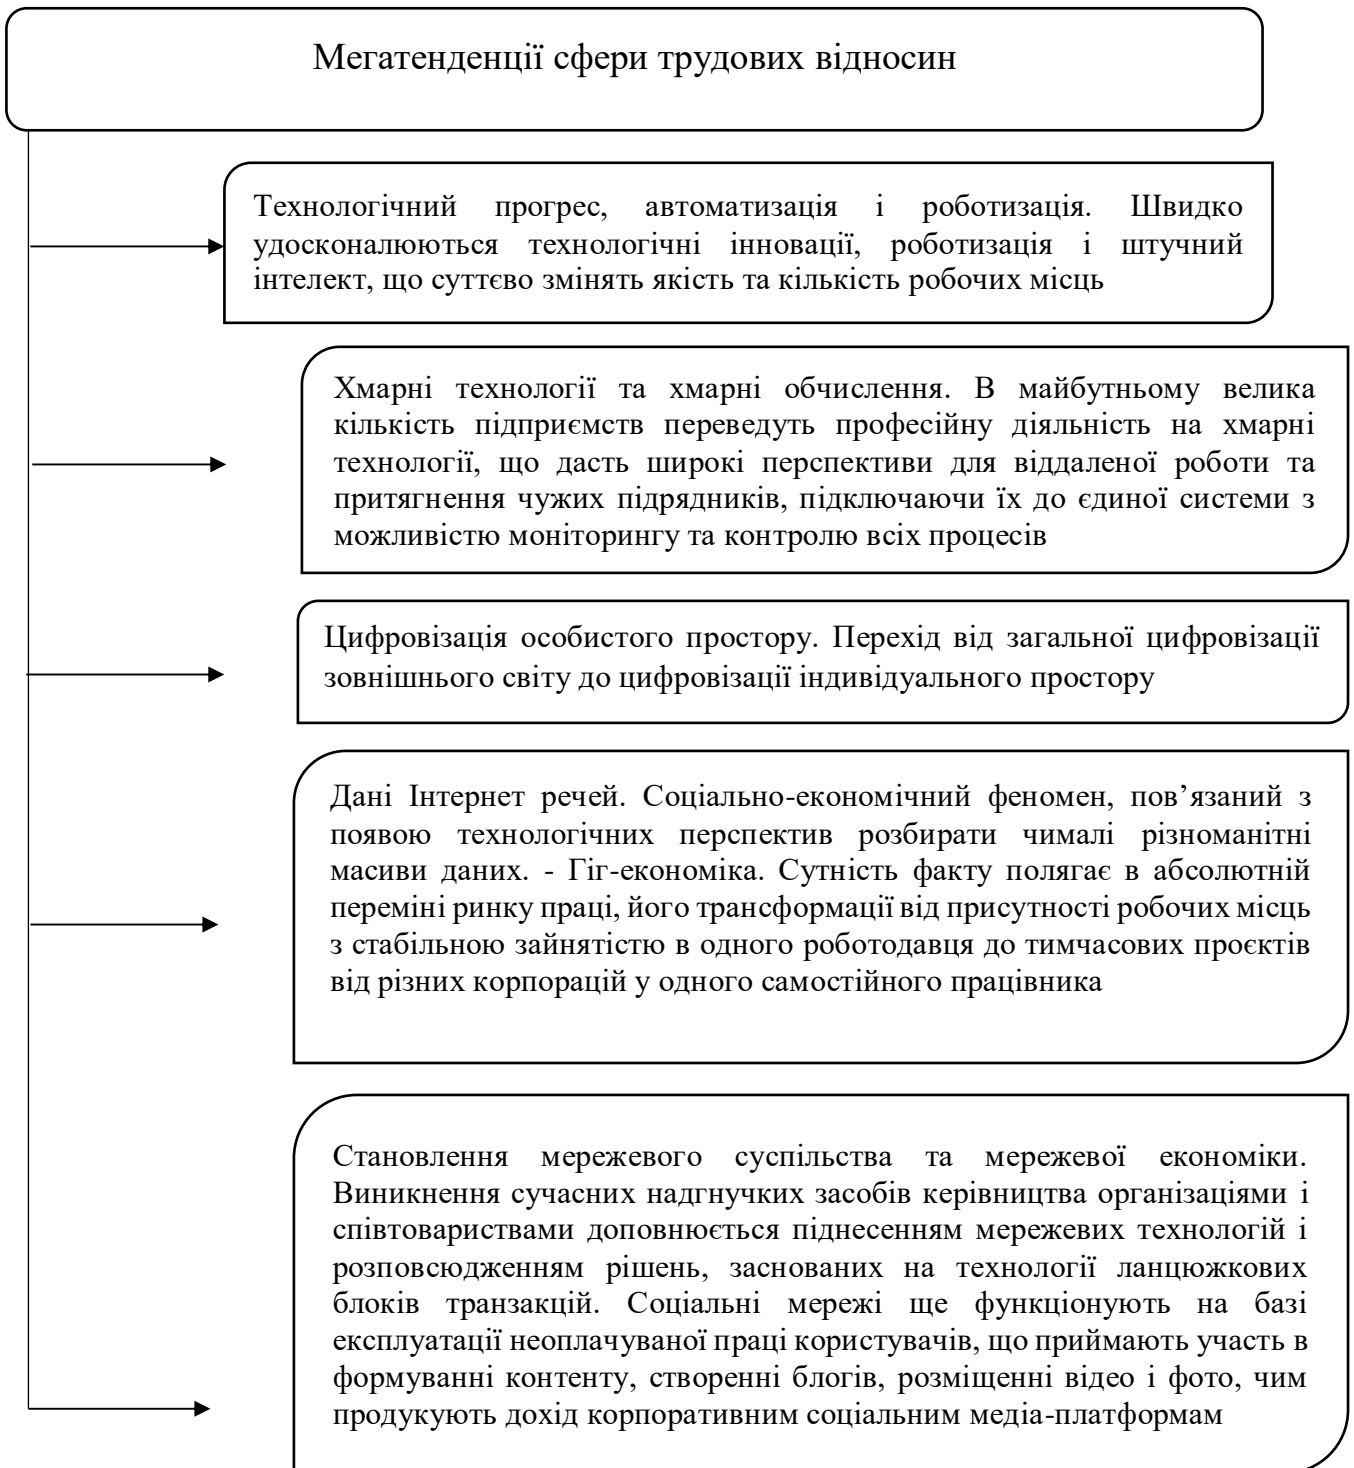 Мегатенденції сфери трудових відносин
Технологічний прогрес, автоматизація і роботизація. Швидко
удосконалюються технологічні інновації, роботизація і штучний
інтелект, що суттєво змінять якість та кількість робочих місць
Хмарні технології та хмарні обчислення. В майбутньому велика
кількість підприємств переведуть професійну діяльність на хмарні
технології, що дасть широкі перспективи для віддаленої роботи та
притягнення чужих підрядників, підключаючи їх до єдиної системи з
можливістю моніторингу та контролю всіх процесів
Цифровізація особистого простору. Перехід від загальної цифровізації
зовнішнього світу до цифровізації індивідуального простору
Дані Інтернет речей. Соціально-економічний феномен, пов’язаний з
появою технологічних перспектив розбирати чималі різноманітні
масиви даних. - Гіг-економіка. Сутність факту полягає в абсолютній
переміні ринку праці, його трансформації від присутності робочих місць
з стабільною зайнятістю в одного роботодавця до тимчасових проєктів
від різних корпорацій у одного самостійного працівника
Становлення мережевого суспільства та мережевої економіки.
Виникнення сучасних надгнучких засобів керівництва організаціями і
співтовариствами доповнюється піднесенням мережевих технологій і
розповсюдженням рішень, заснованих на технології ланцюжкових
блоків транзакцій. Соціальні мережі ще функціонують на базі
експлуатації неоплачуваної праці користувачів, що приймають участь в
формуванні контенту, створенні блогів, розміщенні відео і фото, чим
продукують дохід корпоративним соціальним медіа-платформам